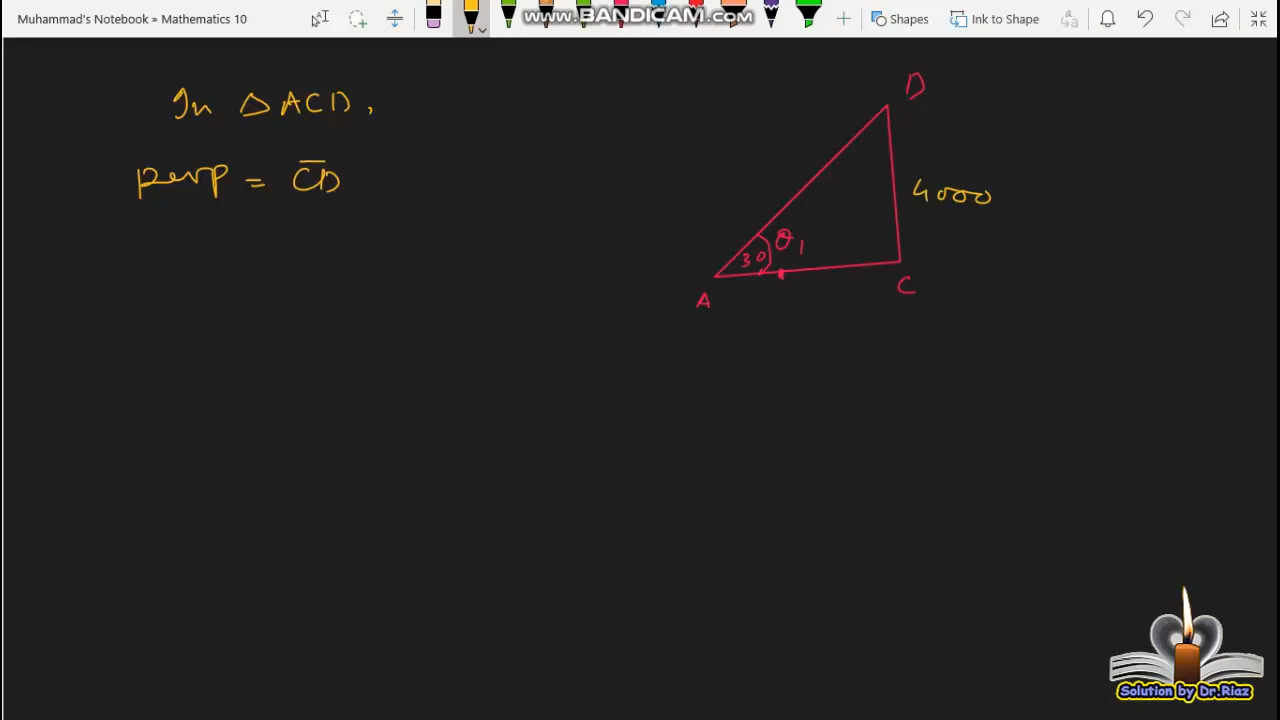 Muhammad's Notebook » Mathematics 10
www.BANDICAM.com
Shapes
Ink to Shape
In △ACD,
perp = C̅D̅
D
4000
30 θ1
A
C
Solution by Dr.Riaz